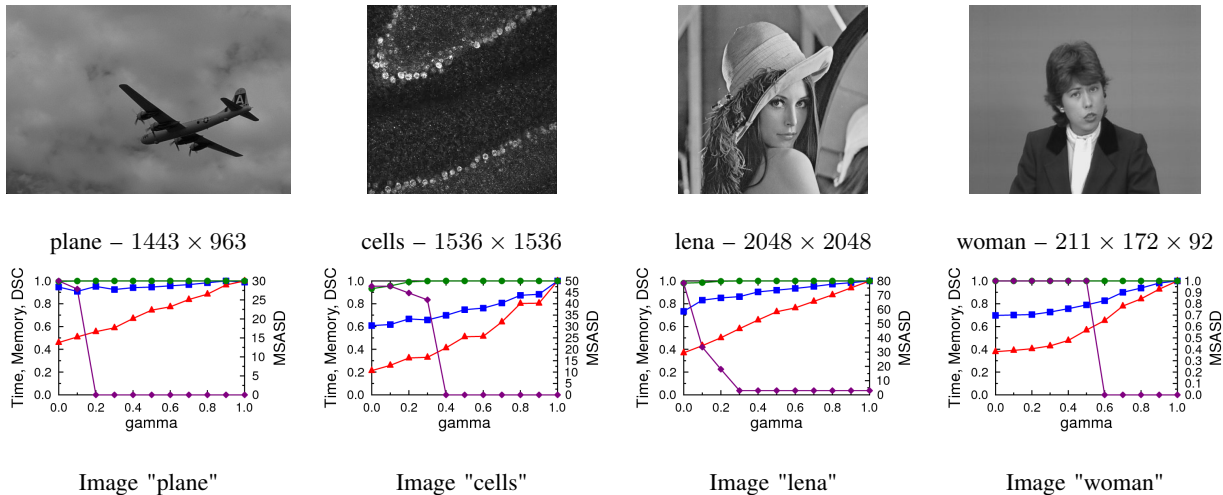 plane – 1443 × 963
cells – 1536 × 1536
lena – 2048 × 2048
woman – 211 × 172 × 92
Time, Memory, DSC
1.0
0.8
0.6
0.4
0.2
0.0
0.0 0.2 0.4 0.6 0.8 1.0
gamma
30
25
20
15
10
5
0
MSASD
Time, Memory, DSC
1.0
0.8
0.6
0.4
0.2
0.0
0.0 0.2 0.4 0.6 0.8 1.0
gamma
50
45
40
35
30
25
20
15
10
5
0
MSASD
Time, Memory, DSC
1.0
0.8
0.6
0.4
0.2
0.0
0.0 0.2 0.4 0.6 0.8 1.0
gamma
80
70
60
50
40
30
20
10
0
MSASD
Time, Memory, DSC
1.0
0.8
0.6
0.4
0.2
0.0
0.0 0.2 0.4 0.6 0.8 1.0
gamma
1.0
0.9
0.8
0.7
0.6
0.5
0.4
0.3
0.2
0.1
0.0
MSASD
Image "plane"
Image "cells"
Image "lena"
Image "woman"